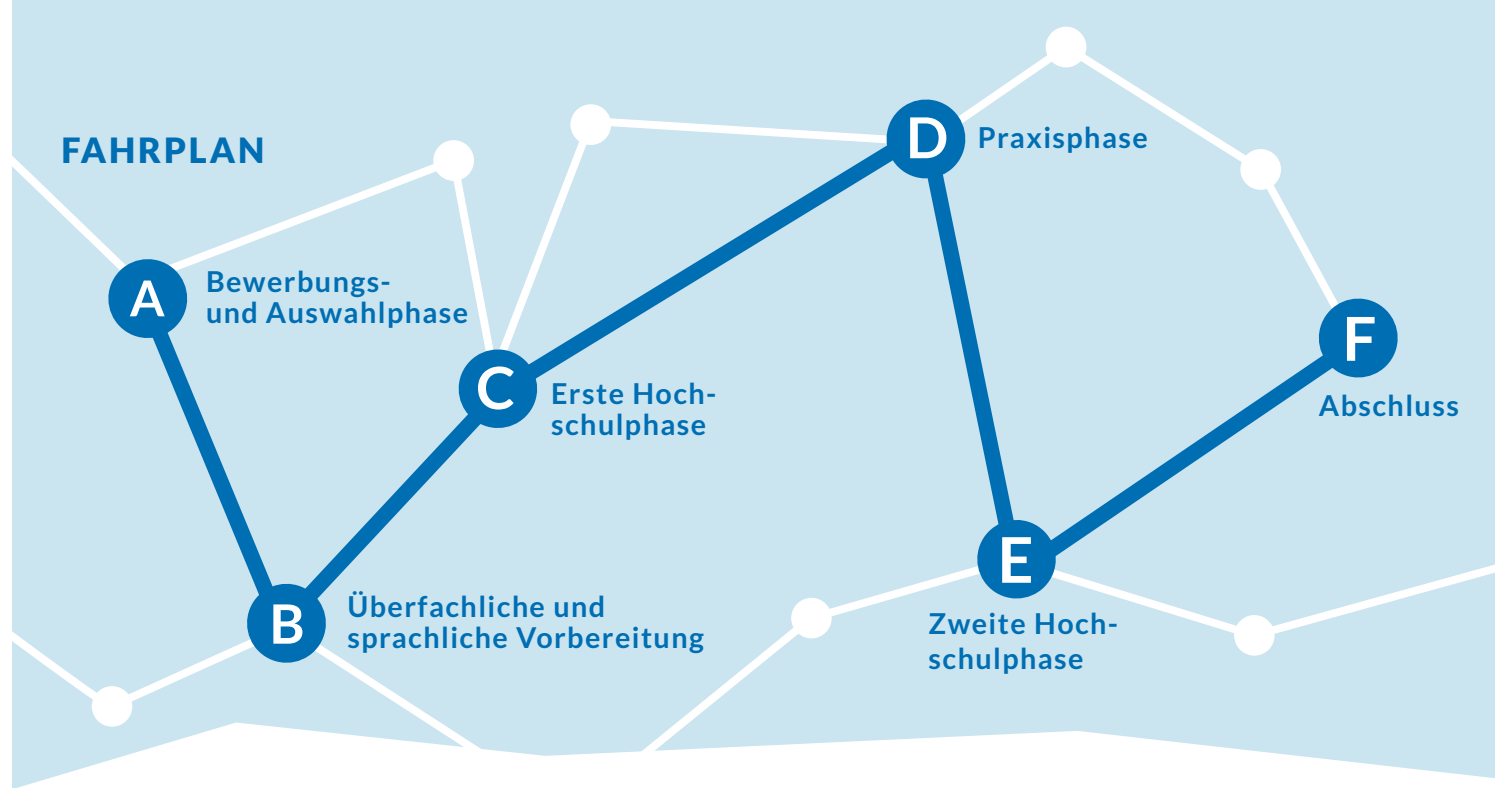 FAHRPLAN
A
Bewerbungs-
und Auswahlphase
B
Überfachliche und
sprachliche Vorbereitung
C
Erste Hoch-
schulphase
D
Praxisphase
E
Zweite Hoch-
schulphase
F
Abschluss